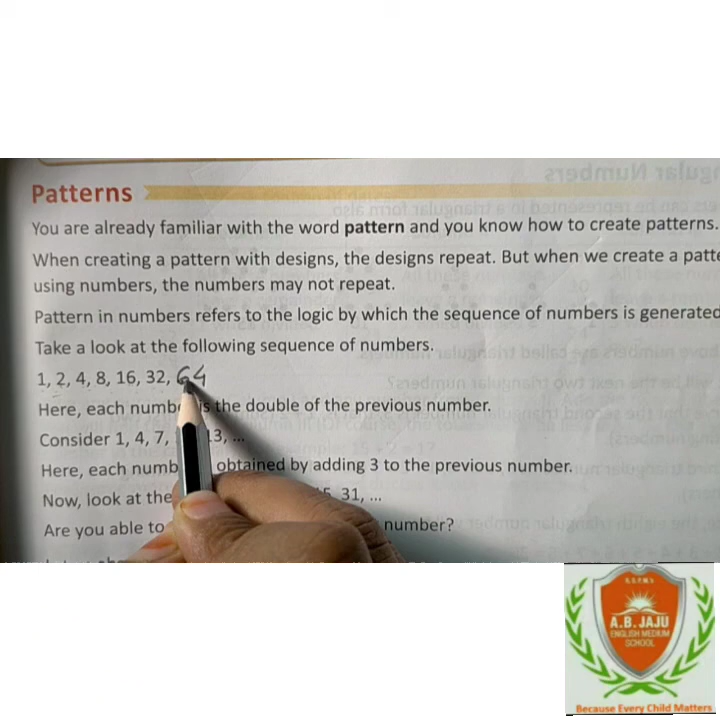 Patterns
You are already familiar with the word pattern and you know how to create patterns.
When creating a pattern with designs, the designs repeat. But when we create a
using numbers, the numbers may not repeat.
Pattern in numbers refers to the logic by which the sequence of numbers is generated
Take a look at the following sequence of numbers.
1, 2, 4, 8, 16, 32, 64
Here, each is the double of the previous number.
Consider 1, 4, 7, 13, ...
Here, each obtained by adding 3 to the previous number.
Now, look at the 31, ...
Are you able to number?
A.B.JAJU
ENGLISH MEDIUM
SCHOOL
Because Every Child Matters